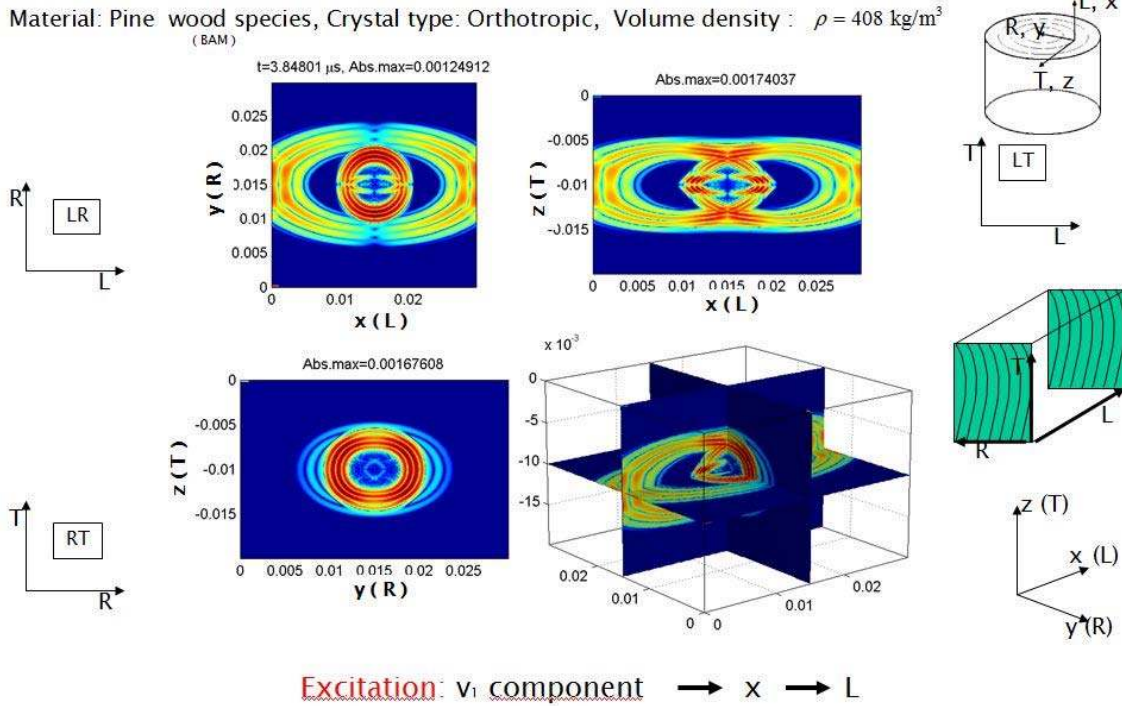 Material: Pine wood species, Crystal type: Orthotropic, Volume density : ρ = 408 kg/m³
(BAM)
L, x
R, y
T, z
t=3.84801 μs, Abs.max=0.00124912
0.025
0.02
0.015
0.01
0.005
0
y ( R )
0 0.01 0.02
x ( L )
Abs.max=0.00174037
0
-0.005
-0.01
-0.015
z ( T )
0 0.005 0.01 0.015 0.02 0.025
x ( L )
R
LR
L
T
LT
L
Abs.max=0.00167608
0
-0.005
-0.01
-0.015
z ( T )
0 0.005 0.01 0.015 0.02 0.025
y ( R )
x 10⁻³
0
-5
-10
-15
0.02
0.01
0
0
0.01
0.02
T
L
R
T
RT
R
z (T)
x (L)
y (R)
Excitation: v₁ component x L